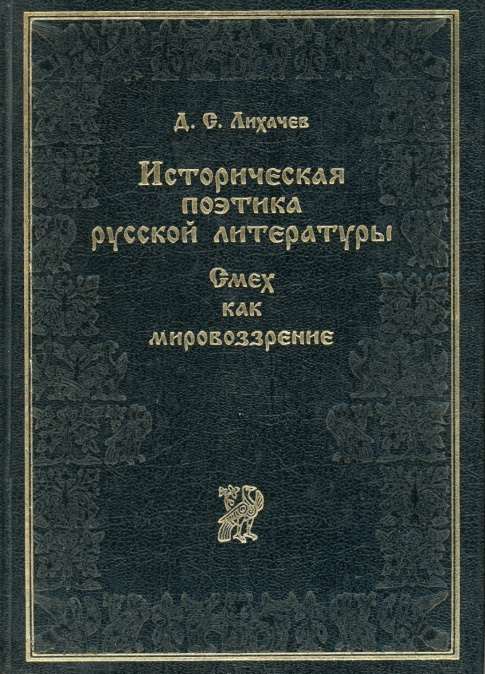 Д. С. Лихачев
Историческая
поэтика
русской литературы
Смех
как
мировоззрение